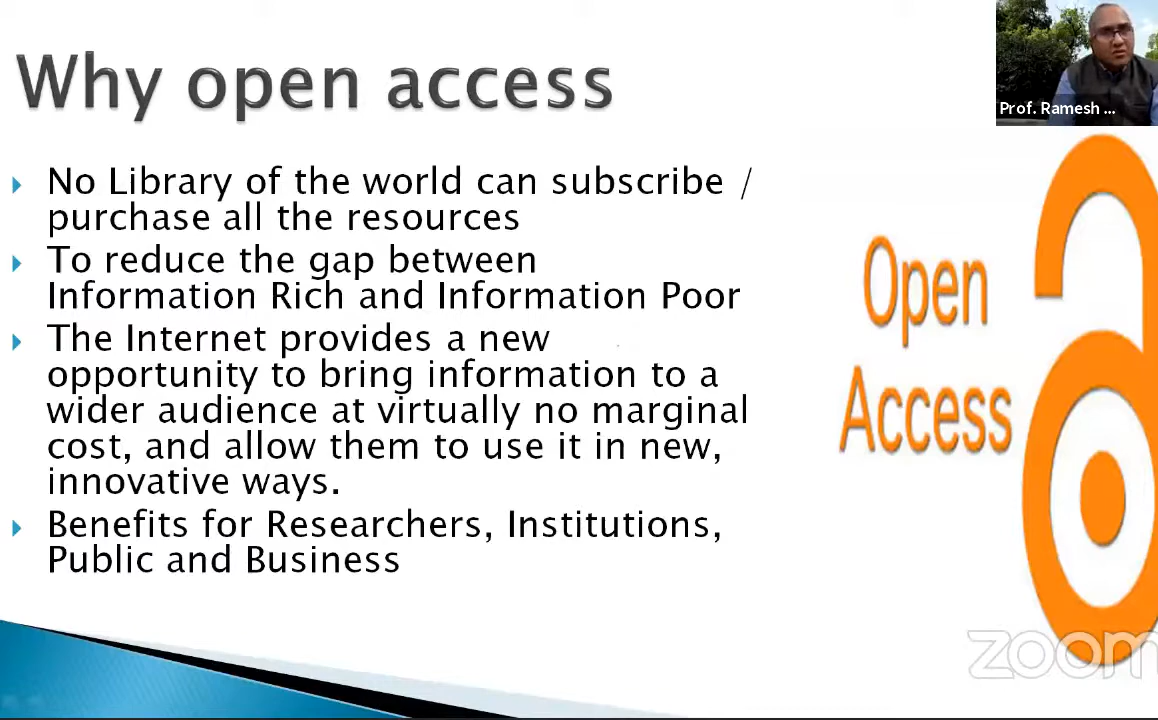 Why open access
Prof. Ramesh ...
No Library of the world can subscribe /
purchase all the resources
To reduce the gap between
Information Rich and Information Poor
The Internet provides a new
opportunity to bring information to a
wider audience at virtually no marginal
cost, and allow them to use it in new,
innovative ways.
Benefits for Researchers, Institutions,
Public and Business
Open
Access
zoom